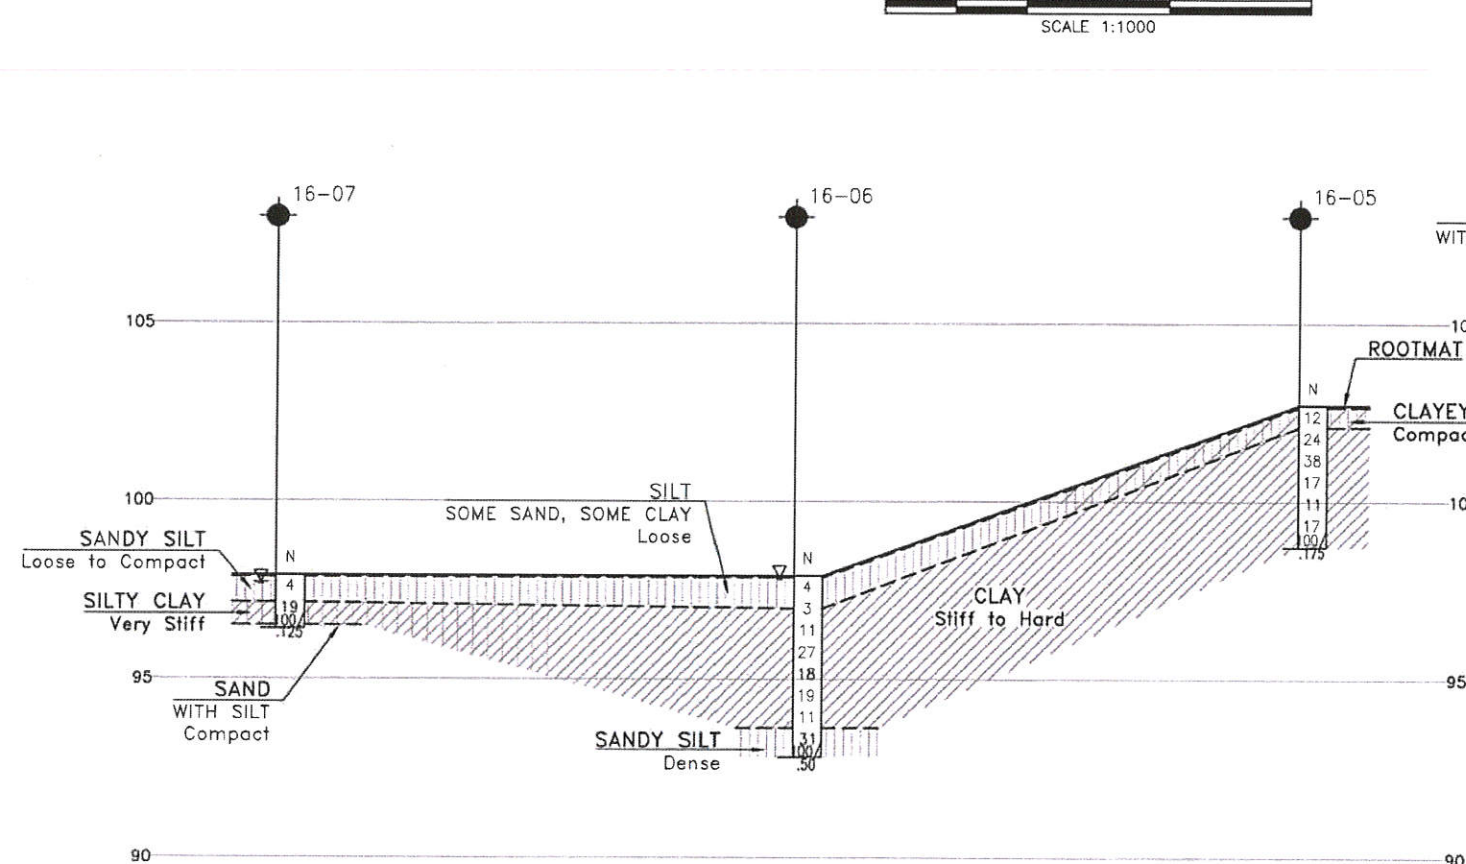 SCALE 1:1000
16-07
16-06
16-05
WIT
105
10
ROOTMAT
N
12
CLAYEY
24
Compac
38
17
11
17
100/
.175
100
10
SILT
SOME SAND, SOME CLAY
Loose
SANDY SILT
Loose to Compact
N
4
19
100/
.125
SILTY CLAY
Very Stiff
N
4
3
11
27
18
19
11
31
100/
.50
CLAY
Stiff to Hard
95
95
SAND
WITH SILT
Compact
SANDY SILT
Dense
90
90